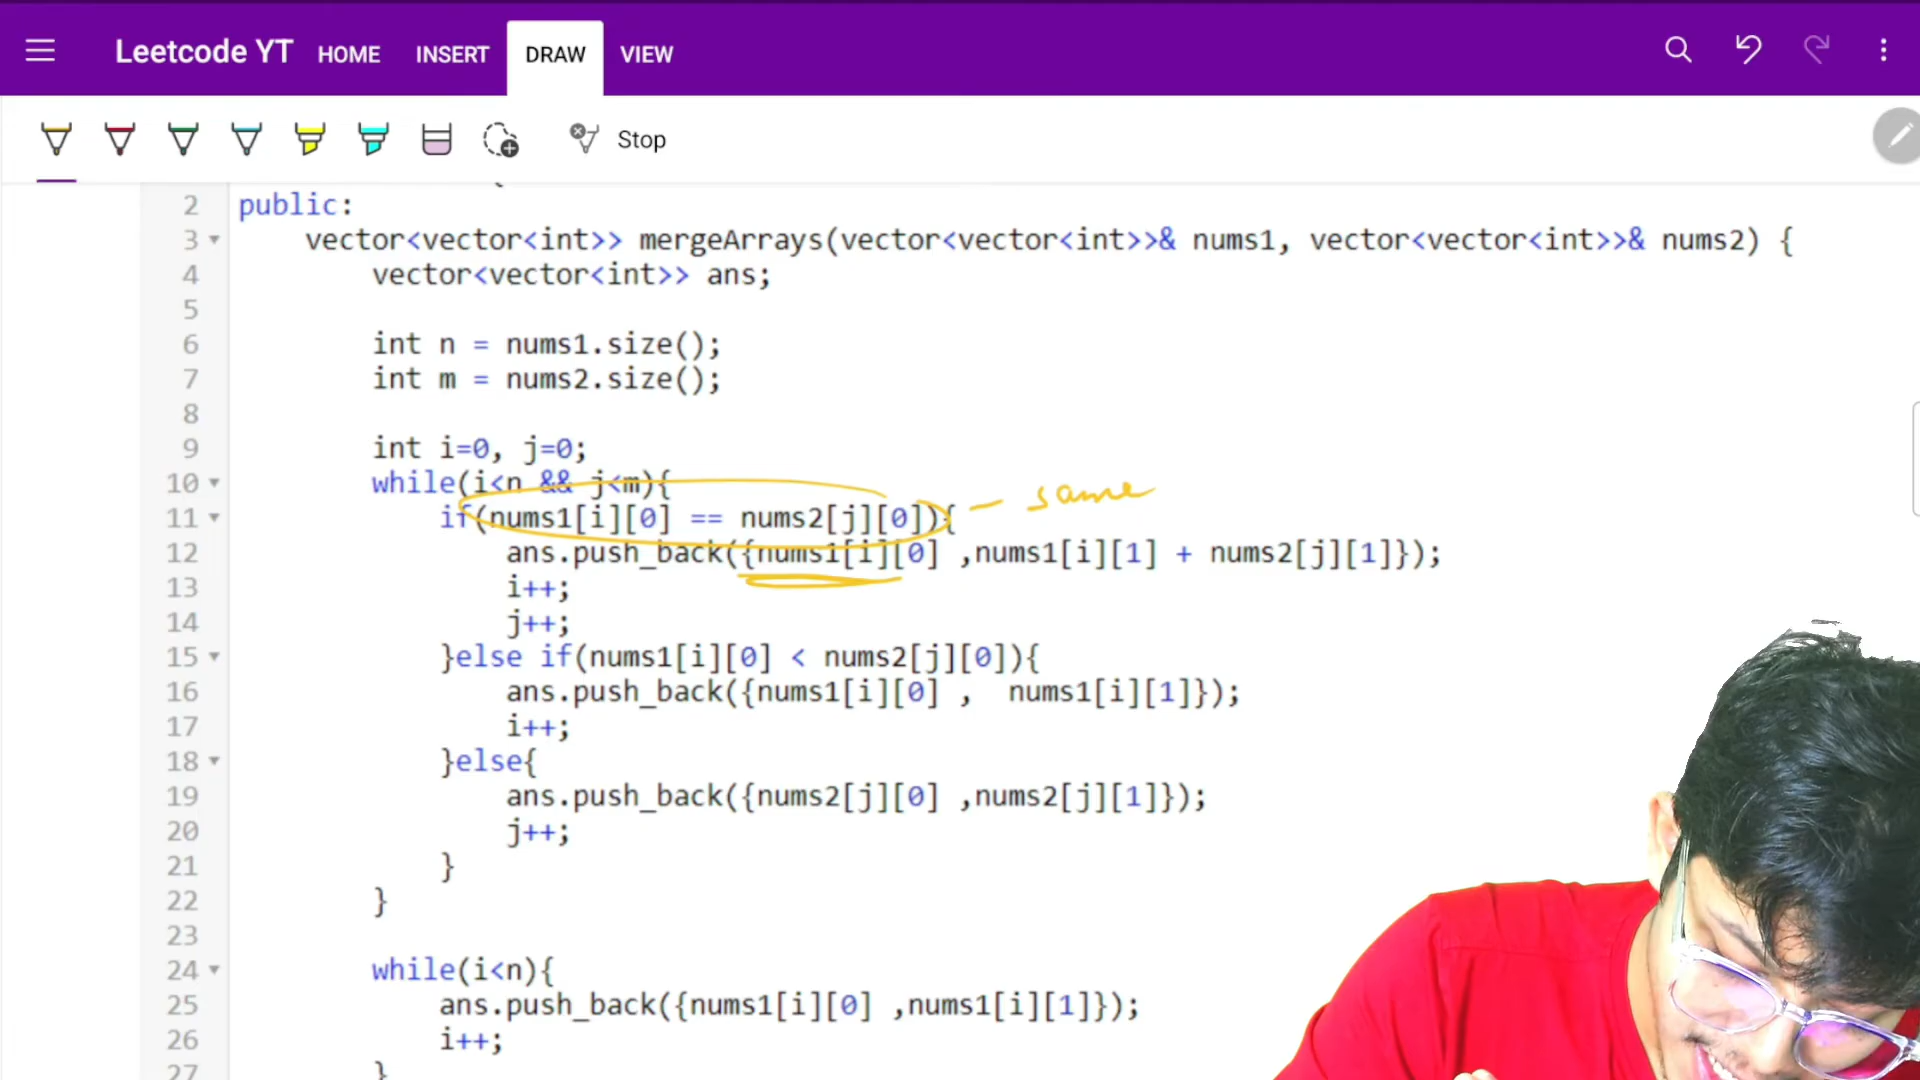 Leetcode YT HOME INSERT DRAW VIEW
Stop
2 public:
3 vector<vector<int>> mergeArrays(vector<vector<int>>& nums1, vector<vector<int>>& nums2) {
4 vector<vector<int>> ans;
5
6 int n = nums1.size();
7 int m = nums2.size();
8
9 int i=0, j=0;
10 while(i<n && j<m){
11 if(nums1[i][0] == nums2[j][0]){ - same
12 ans.push_back({nums1[i][0] ,nums1[i][1] + nums2[j][1]});
13 i++;
14 j++;
15 }else if(nums1[i][0] < nums2[j][0]){
16 ans.push_back({nums1[i][0] , nums1[i][1]});
17 i++;
18 }else{
19 ans.push_back({nums2[j][0] ,nums2[j][1]});
20 j++;
21 }
22 }
23
24 while(i<n){
25 ans.push_back({nums1[i][0] ,nums1[i][1]});
26 i++;
27 }